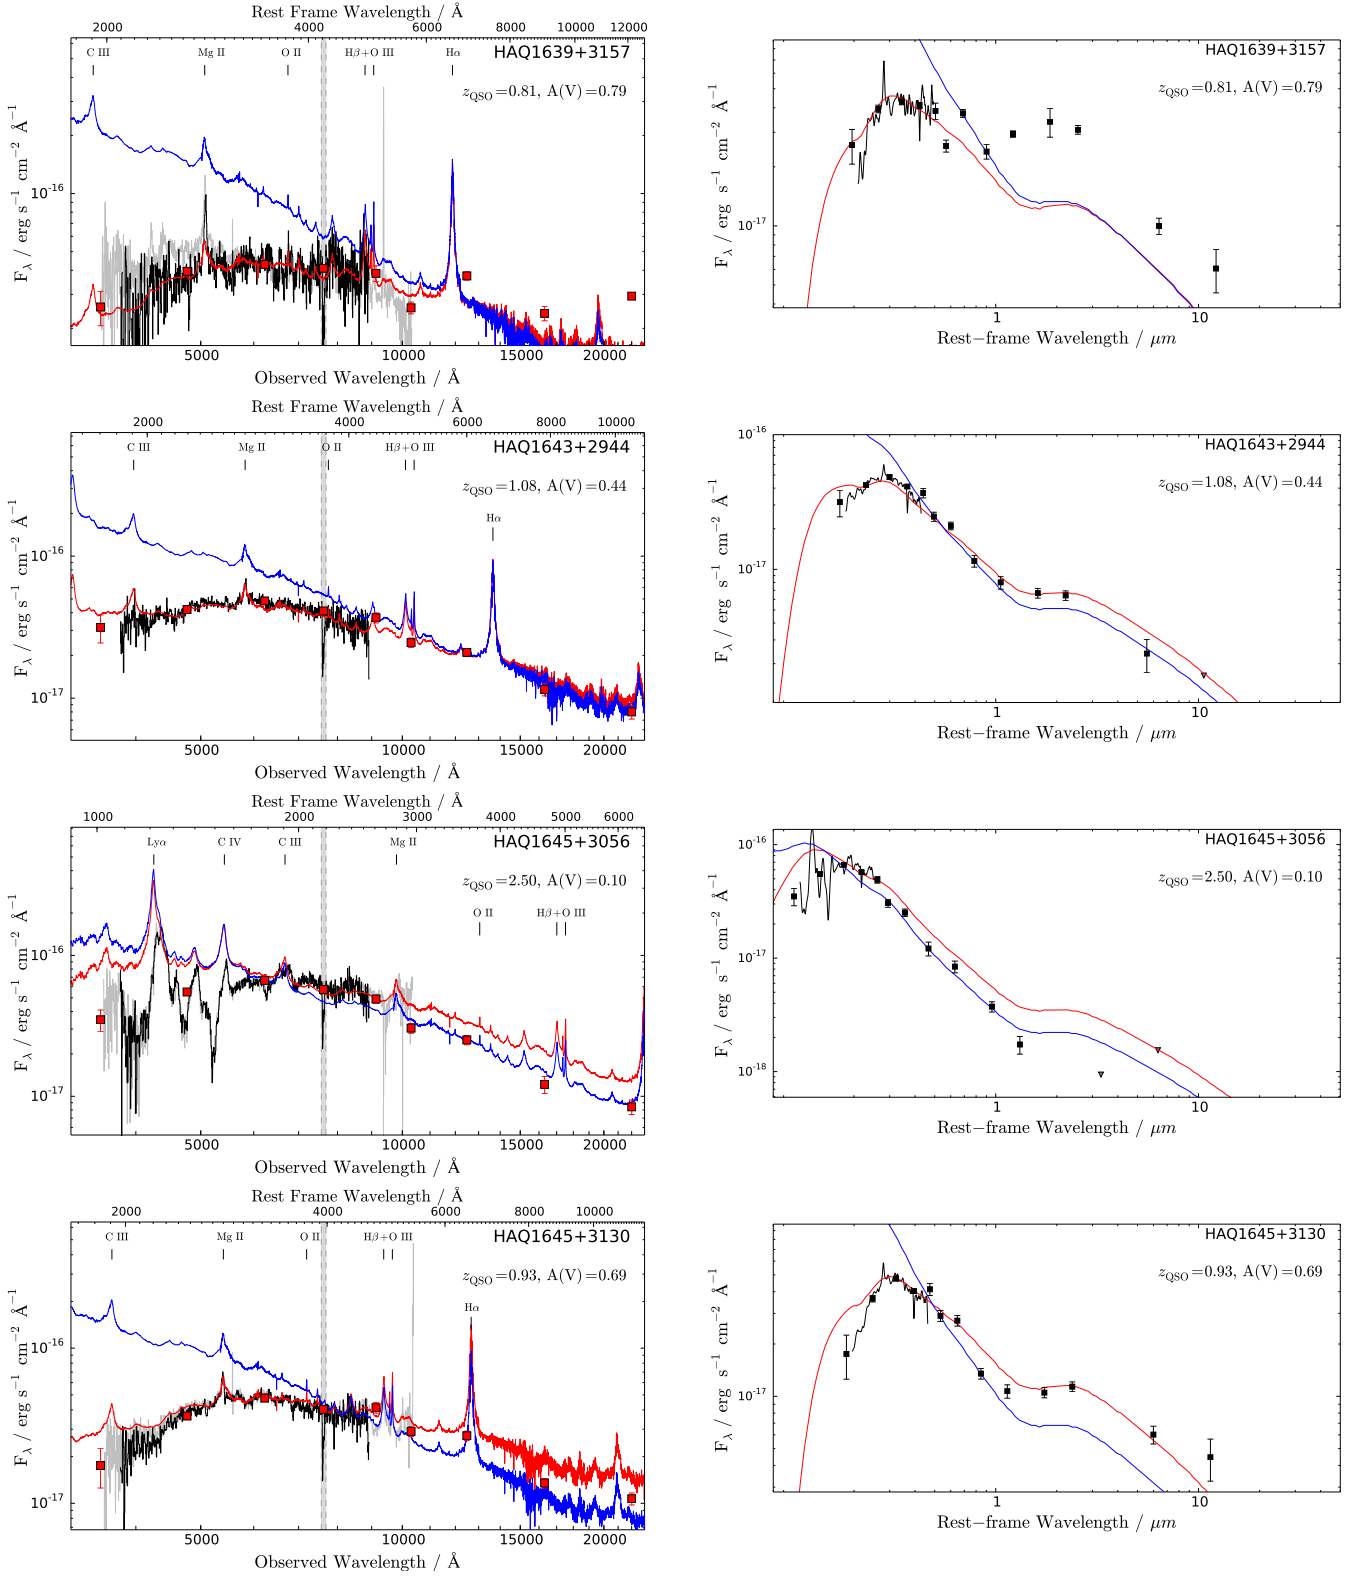 Rest Frame Wavelength / Å
2000 4000 6000 8000 10000 12000
C III Mg II O II Hβ+O III Hα
HAQ1639+3157
z_QSO=0.81, A(V)=0.79
F_λ / erg s⁻¹ cm⁻² Å⁻¹
10⁻¹⁶
5000 10000 15000 20000
Observed Wavelength / Å
HAQ1639+3157
z_QSO=0.81, A(V)=0.79
F_λ / erg s⁻¹ cm⁻² Å⁻¹
10⁻¹⁷
1 10
Rest−frame Wavelength / μm
Rest Frame Wavelength / Å
2000 4000 6000 8000 10000
C III Mg II O II Hβ+O III
Hα
HAQ1643+2944
z_QSO=1.08, A(V)=0.44
F_λ / erg s⁻¹ cm⁻² Å⁻¹
10⁻¹⁶
10⁻¹⁷
5000 10000 15000 20000
Observed Wavelength / Å
HAQ1643+2944
z_QSO=1.08, A(V)=0.44
F_λ / erg s⁻¹ cm⁻² Å⁻¹
10⁻¹⁶
10⁻¹⁷
1 10
Rest−frame Wavelength / μm
Rest Frame Wavelength / Å
1000 2000 3000 4000 5000 6000
Lyα C IV C III Mg II
O II Hβ+O III
HAQ1645+3056
z_QSO=2.50, A(V)=0.10
F_λ / erg s⁻¹ cm⁻² Å⁻¹
10⁻¹⁶
10⁻¹⁷
5000 10000 15000 20000
Observed Wavelength / Å
HAQ1645+3056
z_QSO=2.50, A(V)=0.10
F_λ / erg s⁻¹ cm⁻² Å⁻¹
10⁻¹⁶
10⁻¹⁷
10⁻¹⁸
1 10
Rest−frame Wavelength / μm
Rest Frame Wavelength / Å
2000 4000 6000 8000 10000
C III Mg II O II Hβ+O III
Hα
HAQ1645+3130
z_QSO=0.93, A(V)=0.69
F_λ / erg s⁻¹ cm⁻² Å⁻¹
10⁻¹⁶
10⁻¹⁷
5000 10000 15000 20000
Observed Wavelength / Å
HAQ1645+3130
z_QSO=0.93, A(V)=0.69
F_λ / erg s⁻¹ cm⁻² Å⁻¹
10⁻¹⁷
1 10
Rest−frame Wavelength / μm